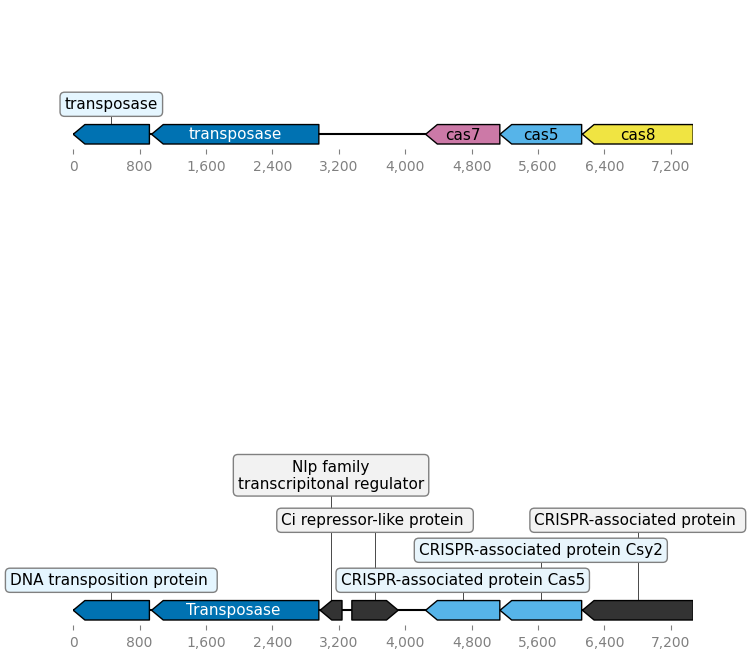 transposase
transposase
cas7
cas5
cas8
0
800
1,600
2,400
3,200
4,000
4,800
5,600
6,400
7,200
Nlp family
transcripitonal regulator
Ci repressor-like protein
CRISPR-associated protein
CRISPR-associated protein Csy2
DNA transposition protein
CRISPR-associated protein Cas5
Transposase
0
800
1,600
2,400
3,200
4,000
4,800
5,600
6,400
7,200